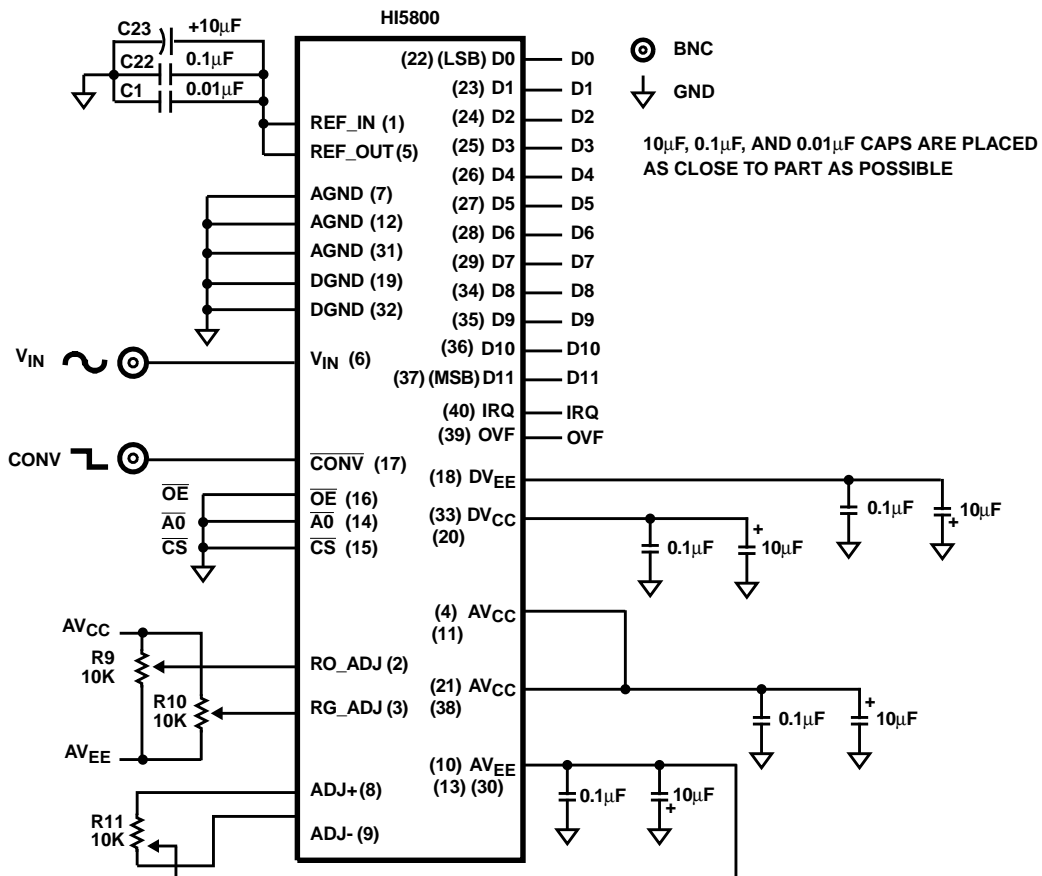 HI5800
C23 +10μF
C22 0.1μF
C1 0.01μF
REF_IN (1)
REF_OUT (5)
AGND (7)
AGND (12)
AGND (31)
DGND (19)
DGND (32)
VIN
VIN (6)
CONV
CONV (17)
OE
OE (16)
A0
A0 (14)
CS
CS (15)
AVCC
R9
10K
RO_ADJ (2)
R10
10K
RG_ADJ (3)
AVEE
ADJ+ (8)
R11
10K
ADJ- (9)
(22) (LSB) D0 D0
(23) D1 D1
(24) D2 D2
(25) D3 D3
(26) D4 D4
(27) D5 D5
(28) D6 D6
(29) D7 D7
(34) D8 D8
(35) D9 D9
(36) D10 D10
(37) (MSB) D11 D11
(40) IRQ IRQ
(39) OVF OVF
(18) DVEE
0.1μF
10μF
+
(33) DVCC
(20)
0.1μF
+
10μF
(4) AVCC
(11)
(21) AVCC
(38)
0.1μF
+
10μF
(10) AVEE
(13) (30)
0.1μF
10μF
+
BNC
GND
10μF, 0.1μF, AND 0.01μF CAPS ARE PLACED
AS CLOSE TO PART AS POSSIBLE